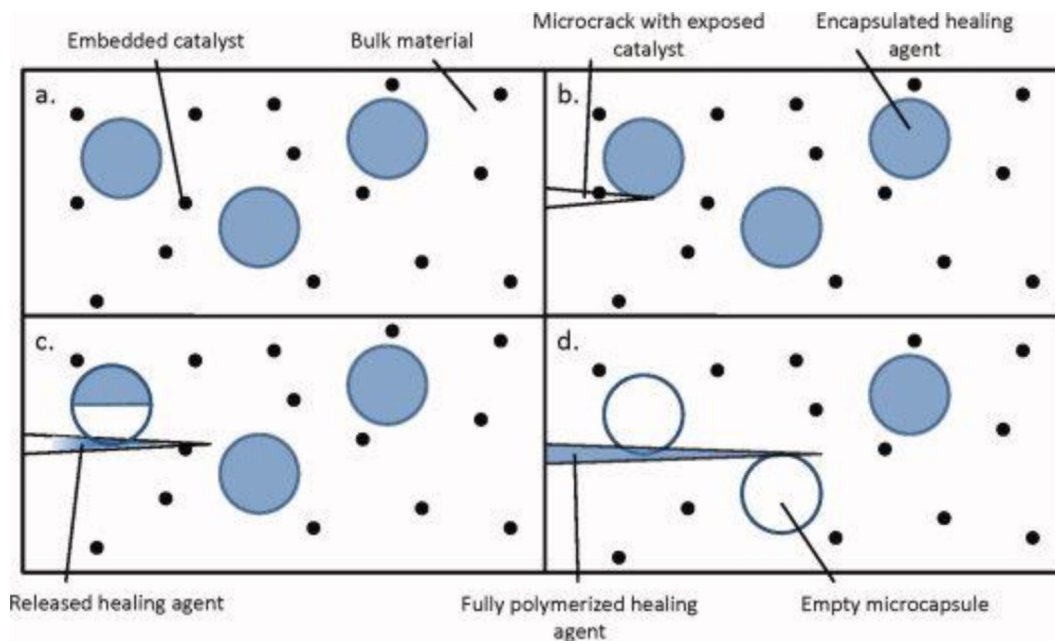 Embedded catalyst
Bulk material
Microcrack with exposed
catalyst
Encapsulated healing
agent
a.
b.
c.
d.
Released healing agent
Fully polymerized healing
agent
Empty microcapsule